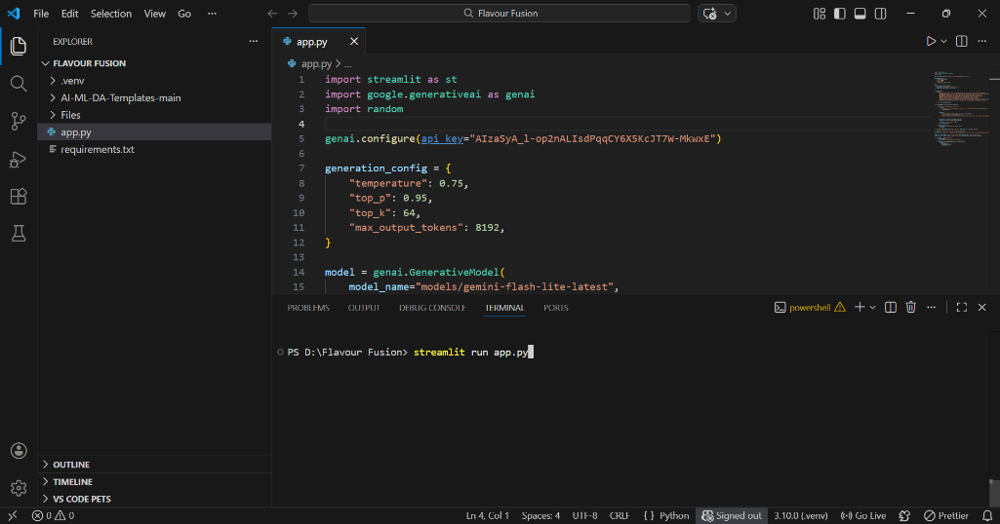 File Edit Selection View Go ... Flavour Fusion
EXPLORER ...
FLAVOUR FUSION
.venv
AI-ML-DA-Templates-main
Files
app.py
requirements.txt
OUTLINE
TIMELINE
VS CODE PETS
app.py
app.py > ...
1 import streamlit as st
2 import google.generativeai as genai
3 import random
4
5 genai.configure(api_key="AIzaSyA_l-op2nALIsdPqqCY6X5KcJT7W-MkwxE")
6
7 generation_config = {
8 "temperature": 0.75,
9 "top_p": 0.95,
10 "top_k": 64,
11 "max_output_tokens": 8192,
12 }
13
14 model = genai.GenerativeModel(
15 model_name="models/gemini-flash-lite-latest",
PROBLEMS OUTPUT DEBUG CONSOLE TERMINAL PORTS powershell
PS D:\Flavour Fusion> streamlit run app.py
0 0 Ln 4, Col 1 Spaces: 4 UTF-8 CRLF { } Python Signed out 3.10.0 (.venv) Go Live Prettier